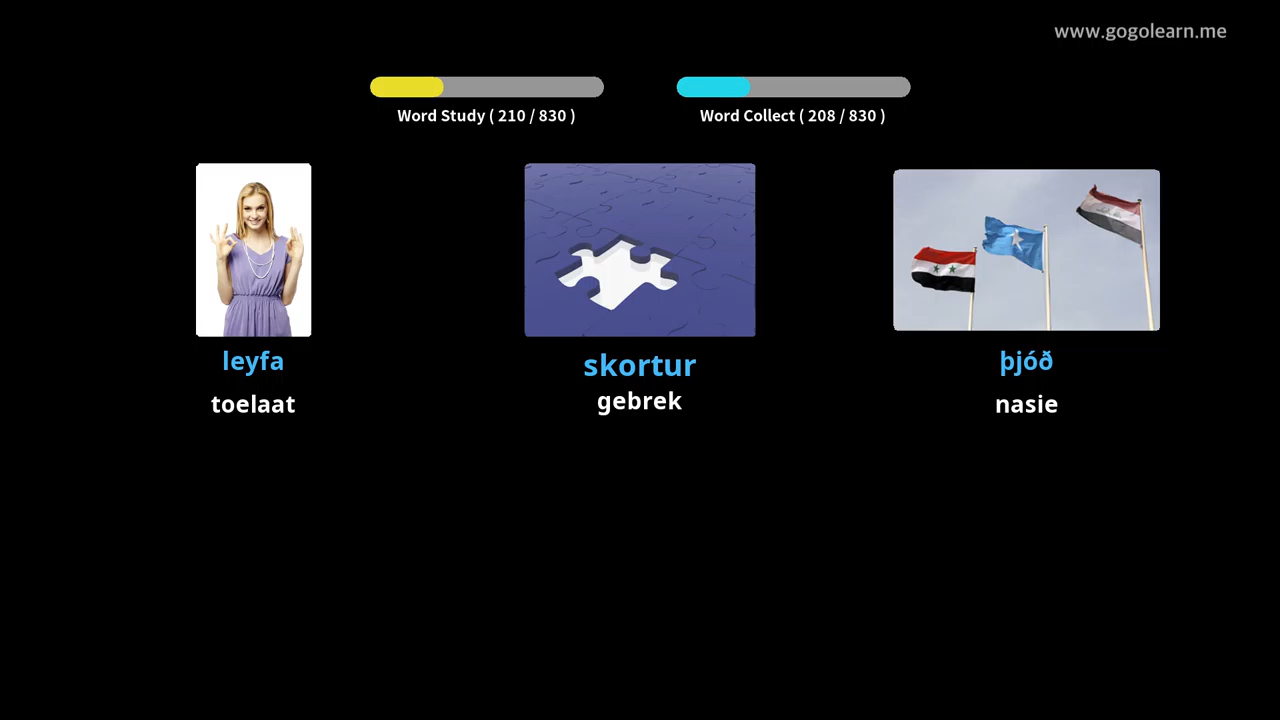 www.gogolearn.me
Word Study ( 210 / 830 )
Word Collect ( 208 / 830 )
leyfa
skortur
þjóð
toelaat
gebrek
nasie